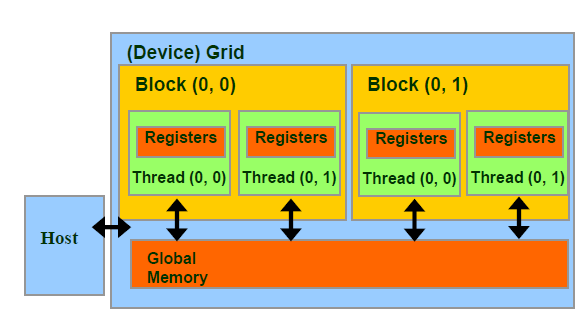 (Device) Grid
Block (0, 0)
Block (0, 1)
Registers
Registers
Registers
Registers
Thread (0, 0)
Thread (0, 1)
Thread (0, 0)
Thread (0, 1)
Host
Global
Memory